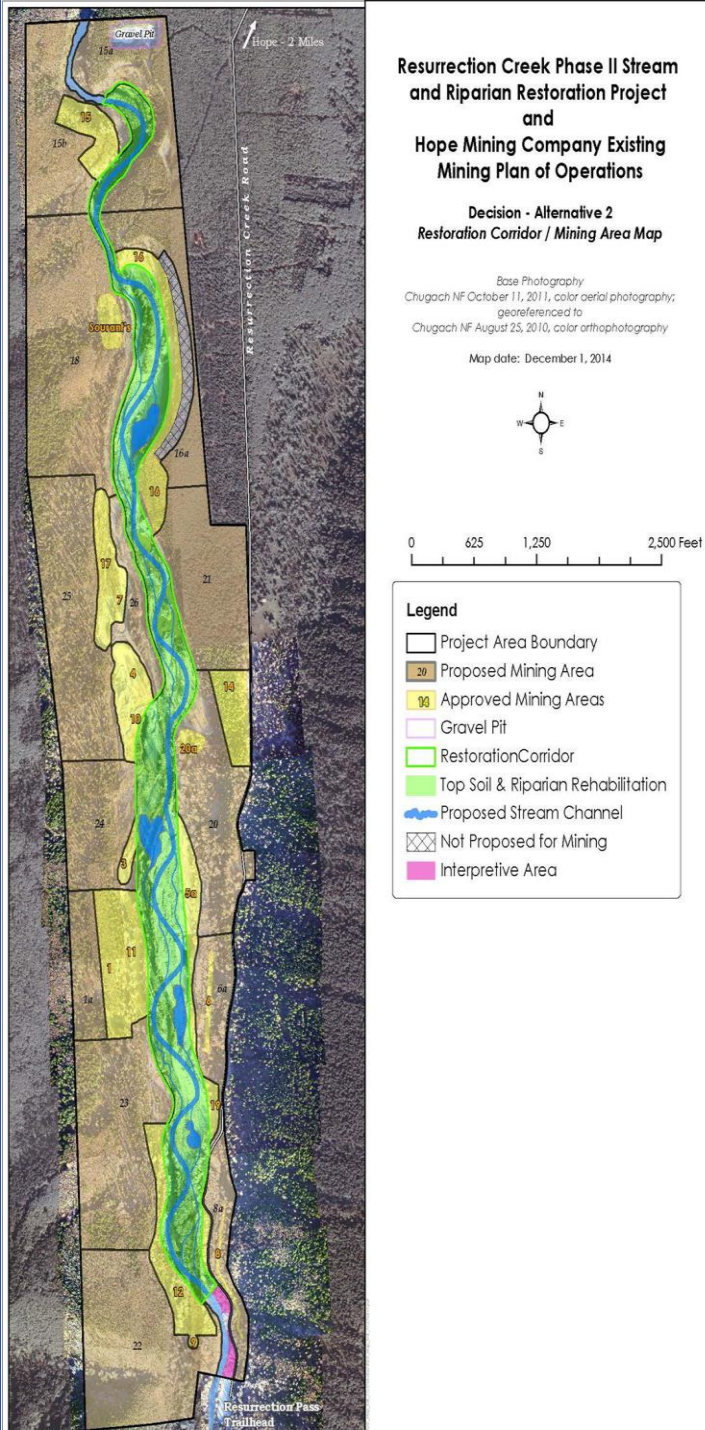 Gravel Pit
15a
Hope - 2 Miles
15
15b
Resurrection Creek Road
16
Sourant's
18
16a
16
17
21
25
7
26
4
14
10
20a
24
20
3
5a
11
1
6a
1a
23
19
8a
8
12
9
22
Resurrection Pass
Trailhead
Resurrection Creek Phase II Stream
and Riparian Restoration Project
and
Hope Mining Company Existing
Mining Plan of Operations
Decision - Alternative 2
Restoration Corridor / Mining Area Map
Base Photography
Chugach NF October 11, 2011, color aerial photography;
georeferenced to
Chugach NF August 25, 2010, color orthophotography
Map date: December 1, 2014
N
W E
S
0 625 1,250 2,500 Feet
Legend
Project Area Boundary
20 Proposed Mining Area
14 Approved Mining Areas
Gravel Pit
RestorationCorridor
Top Soil & Riparian Rehabilitation
Proposed Stream Channel
Not Proposed for Mining
Interpretive Area